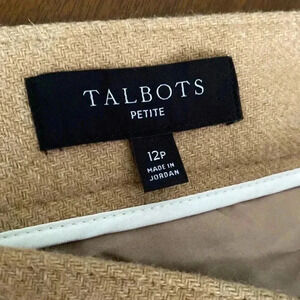 TALBOTS
PETITE
12P
MADE IN
JORDAN